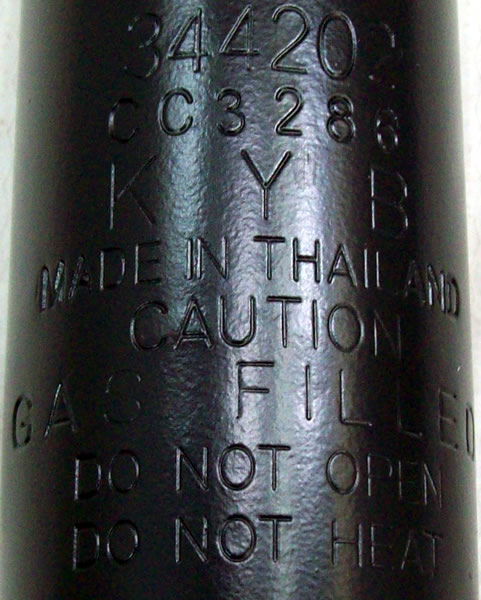 344202
CC3286
KYB
MADE IN THAILAND
CAUTION
GAS FILLED
DO NOT OPEN
DO NOT HEAT